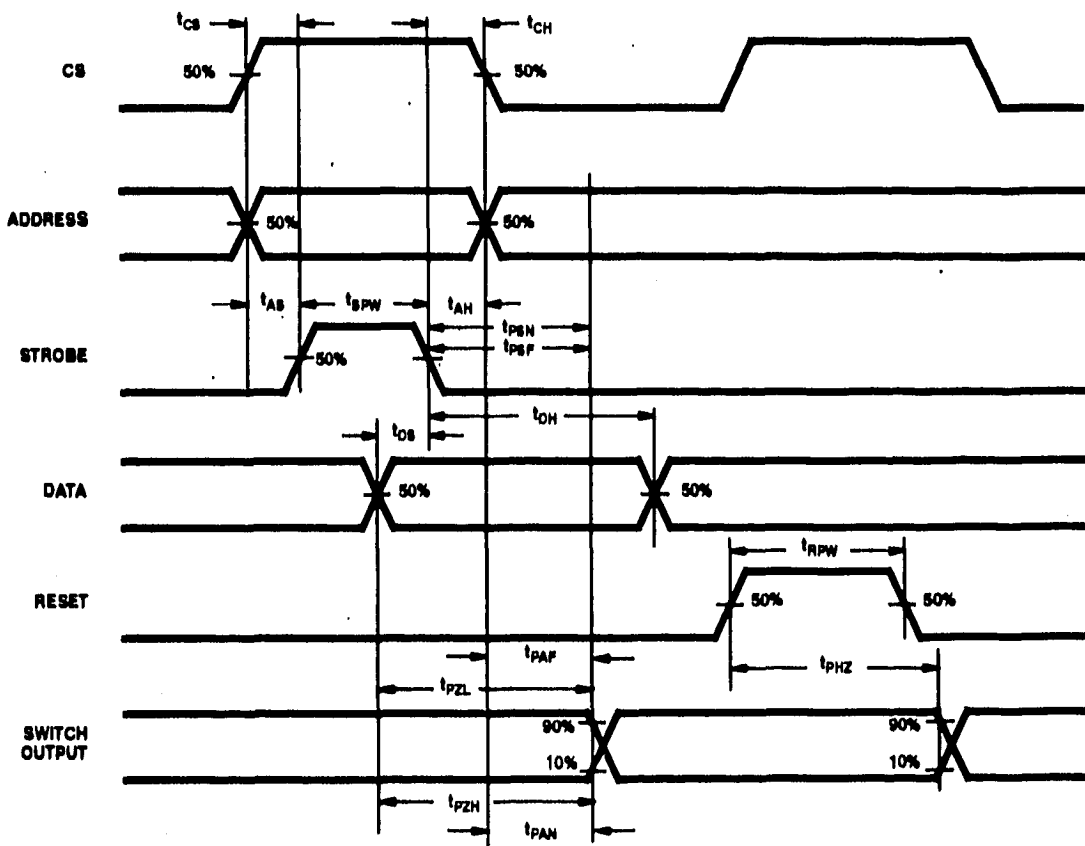 tCS tCH
CS 50% 50%
ADDRESS 50% 50%
tAS tSPW tAH
tPSN
STROBE 50% tPSF
tDH
tDS
DATA 50% 50%
tRPW
RESET 50% 50%
tPAF tPHZ
tPZL
SWITCH OUTPUT 90% 90%
10% 10%
tPZH
tPAN